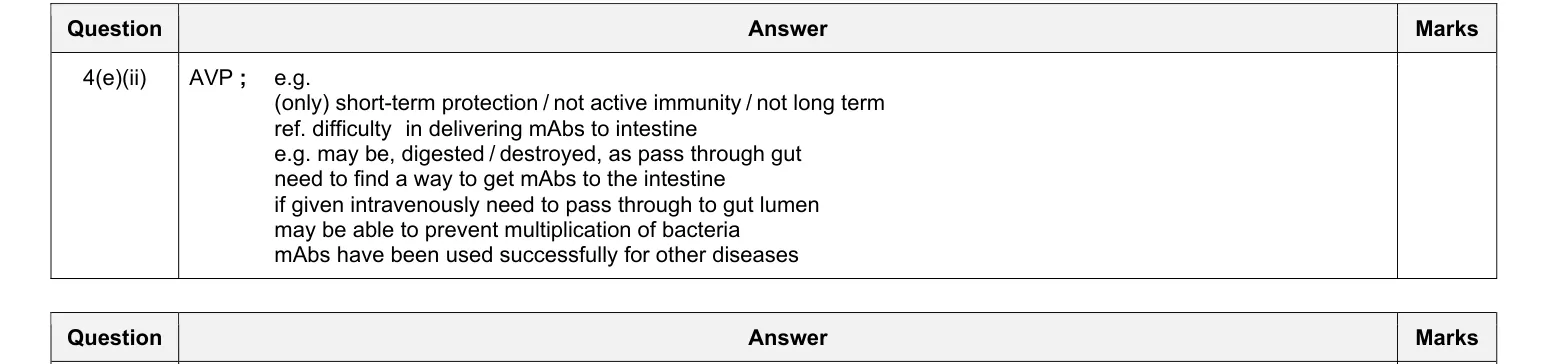 Question Answer Marks
4(e)(ii) AVP ; e.g.
(only) short-term protection / not active immunity / not long term
ref. difficulty in delivering mAbs to intestine
e.g. may be, digested / destroyed, as pass through gut
need to find a way to get mAbs to the intestine
if given intravenously need to pass through to gut lumen
may be able to prevent multiplication of bacteria
mAbs have been used successfully for other diseases
Question Answer Marks